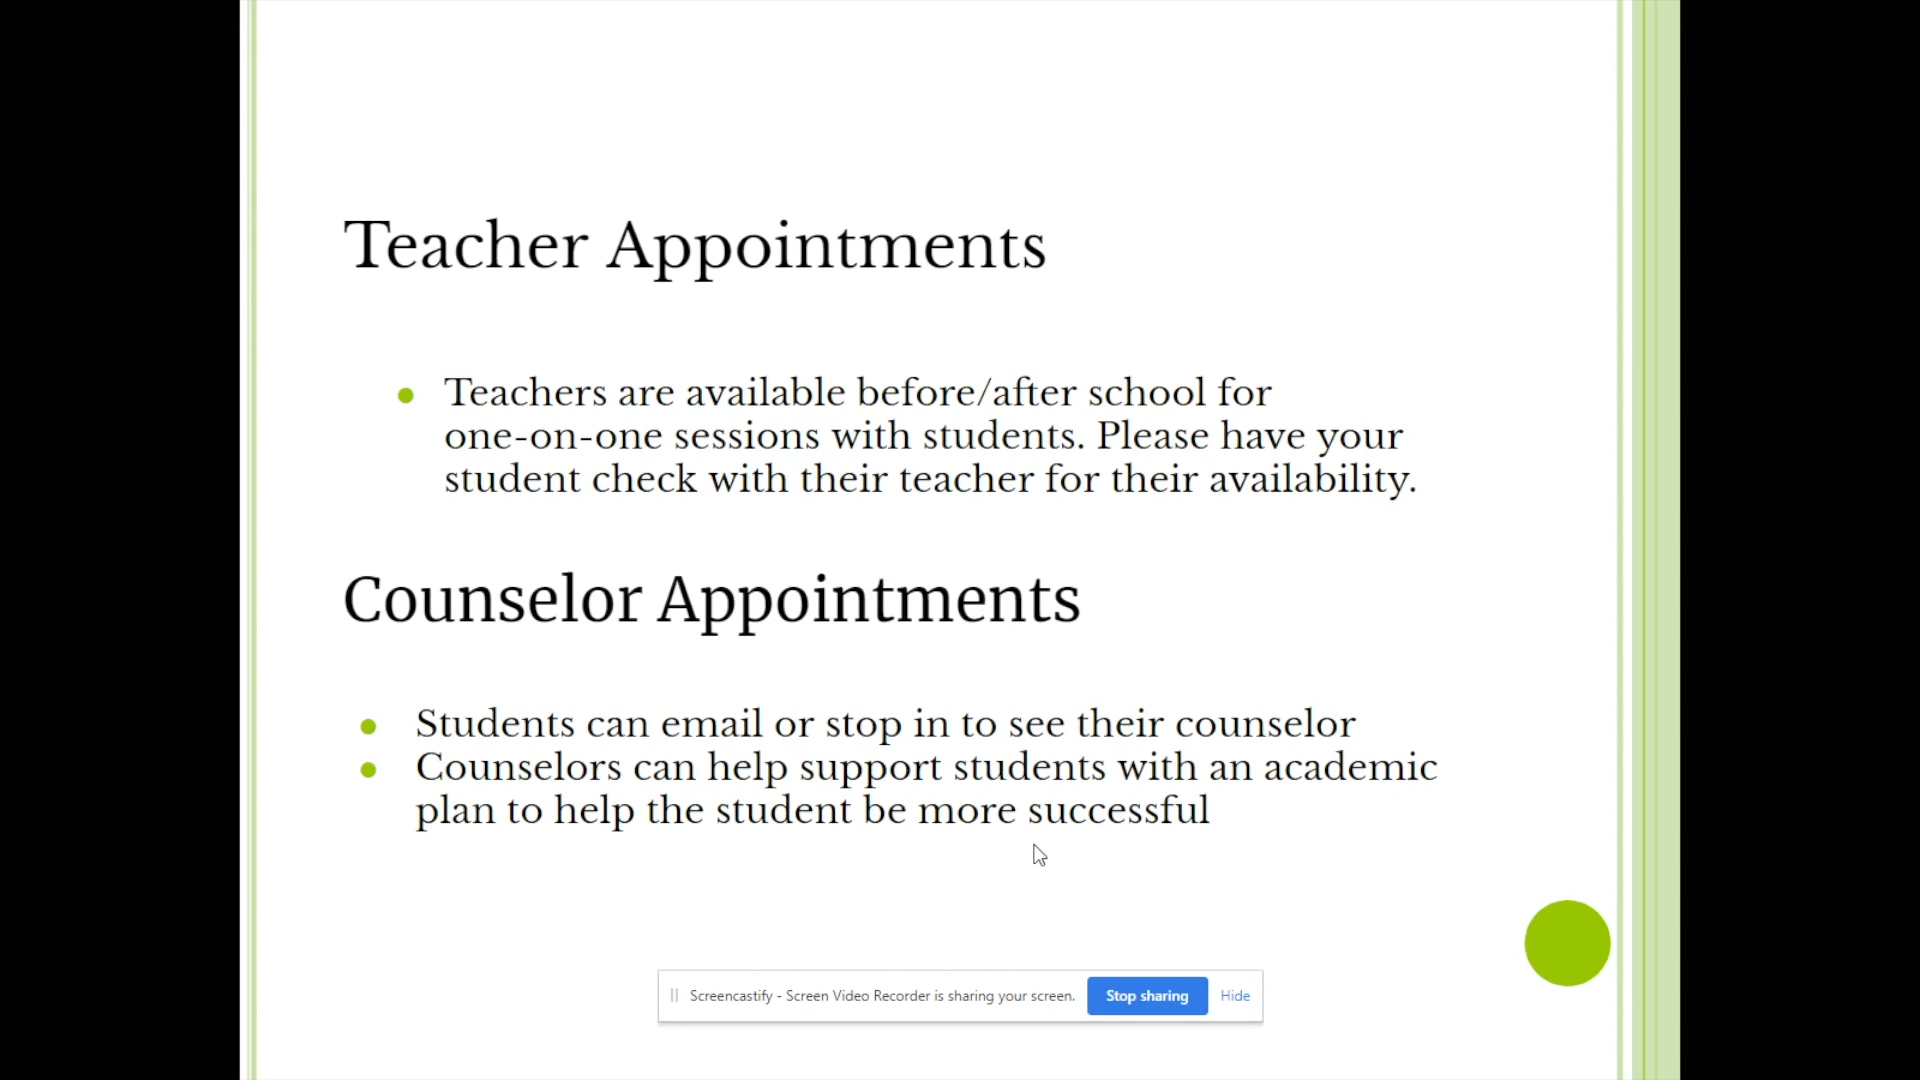 Teacher Appointments
Teachers are available before/after school for
one-on-one sessions with students. Please have your
student check with their teacher for their availability.
Counselor Appointments
Students can email or stop in to see their counselor
Counselors can help support students with an academic
plan to help the student be more successful
Screencastify - Screen Video Recorder is sharing your screen. Stop sharing Hide